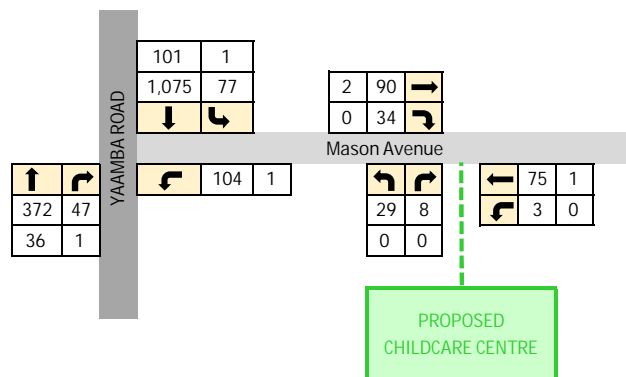 101 1
1,075 77
YAAMBA ROAD
2 90
0 34
Mason Avenue
372 47
36 1
104 1
29 8
0 0
75 1
3 0
PROPOSED
CHILDCARE CENTRE